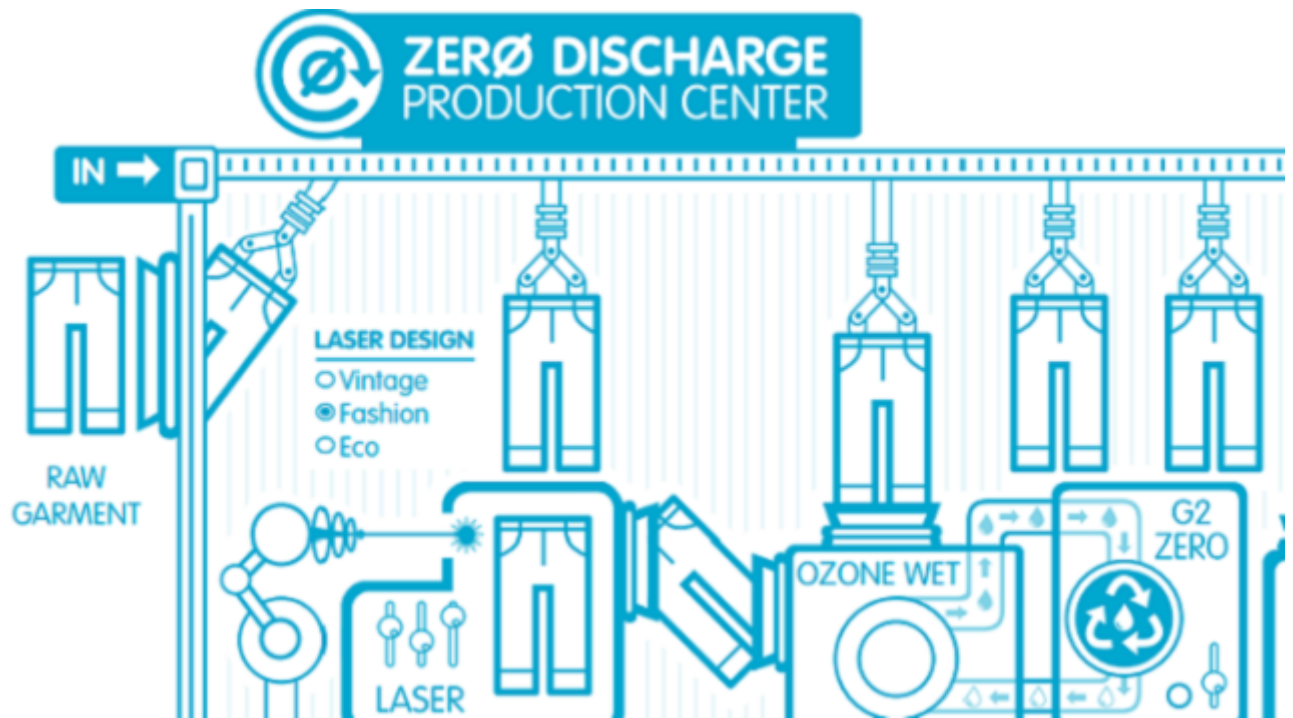 ZERØ DISCHARGE
PRODUCTION CENTER
IN
RAW
GARMENT
LASER DESIGN
Vintage
Fashion
Eco
LASER
OZONE WET
G2
ZERO